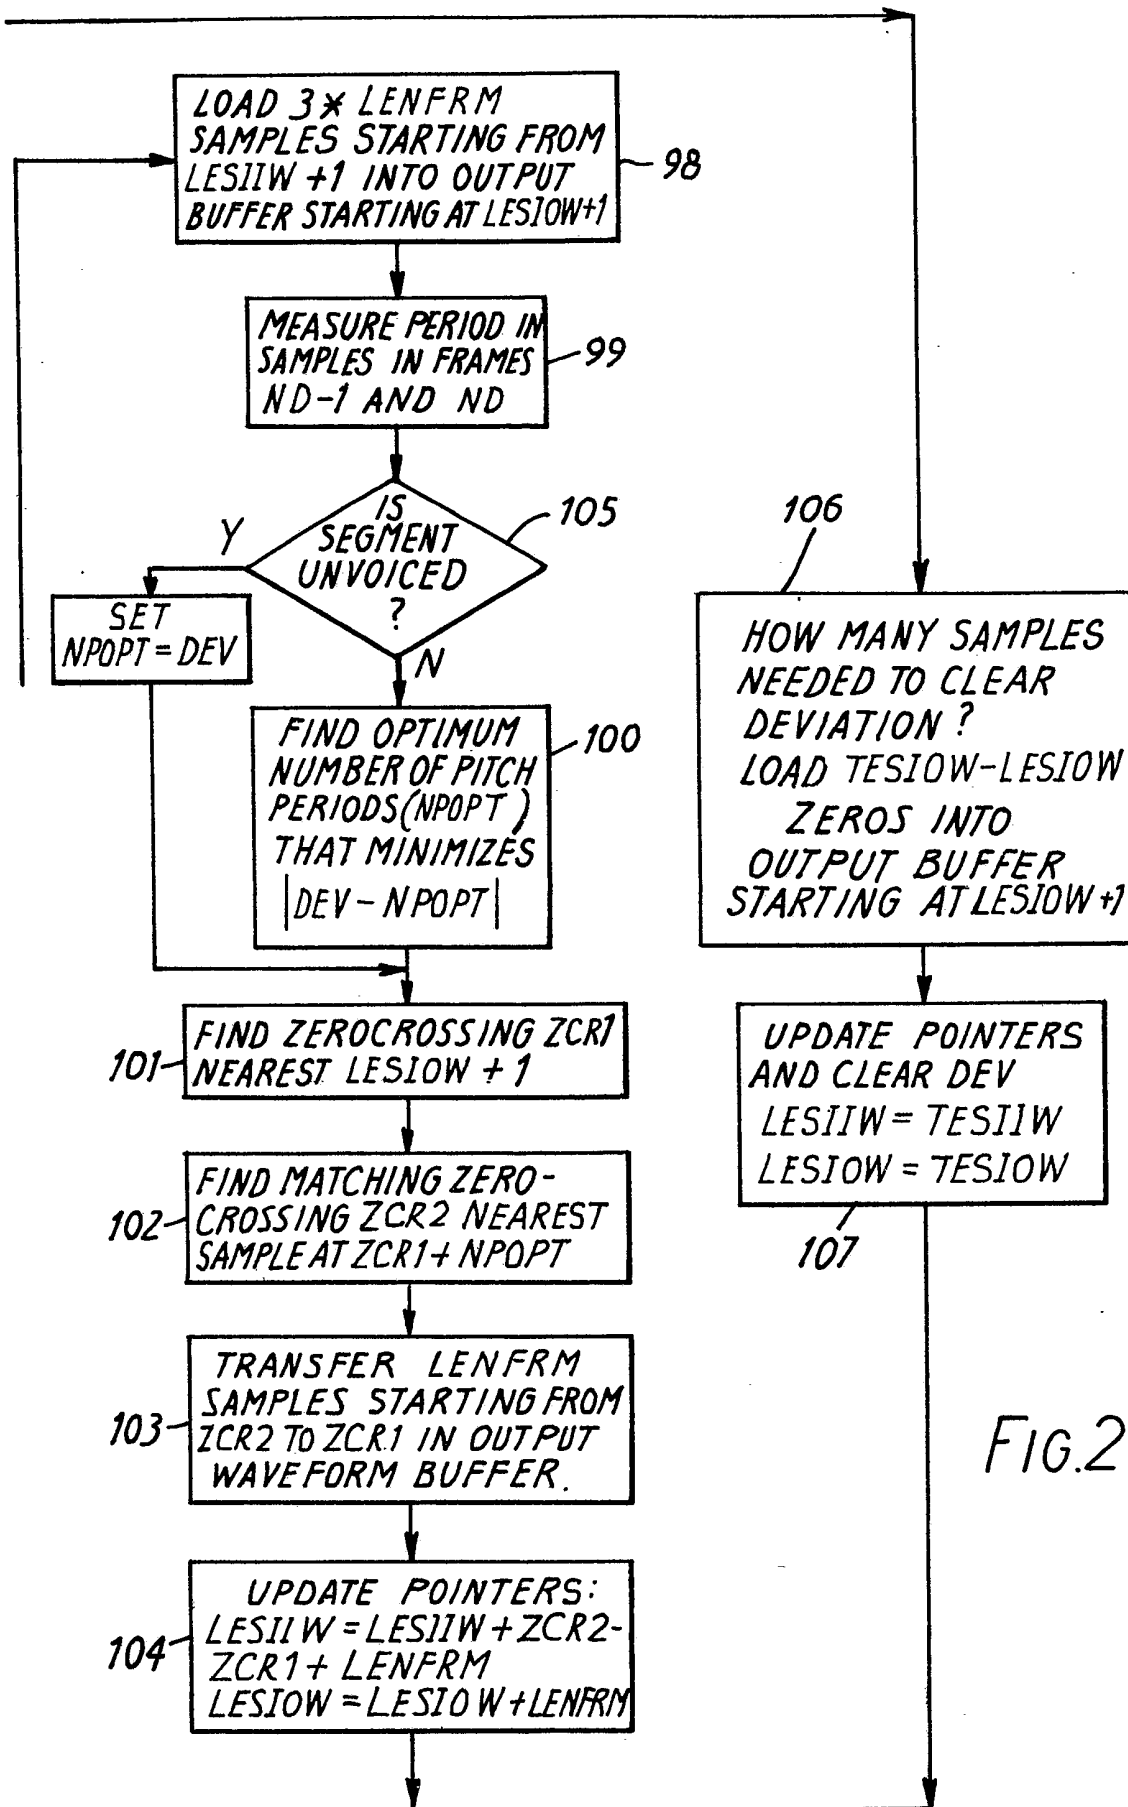 LOAD 3* LENFRM
SAMPLES STARTING FROM
LESIIW +1 INTO OUTPUT
BUFFER STARTING AT LESIOW+1
98
MEASURE PERIOD IN
SAMPLES IN FRAMES
ND-1 AND ND
99
IS
SEGMENT
UNVOICED
?
105
Y
N
SET
NPOPT = DEV
FIND OPTIMUM
NUMBER OF PITCH
PERIODS (NPOPT)
THAT MINIMIZES
|DEV - NPOPT|
100
FIND ZEROCROSSING ZCR1
NEAREST LESIOW + 1
101
FIND MATCHING ZERO-
CROSSING ZCR2 NEAREST
SAMPLE AT ZCR1 + NPOPT
102
TRANSFER LENFRM
SAMPLES STARTING FROM
ZCR2 TO ZCR1 IN OUTPUT
WAVEFORM BUFFER.
103
UPDATE POINTERS:
LESIIW = LESIIW + ZCR2-
ZCR1 + LENFRM
LESIOW = LESIOW + LENFRM
104
106
HOW MANY SAMPLES
NEEDED TO CLEAR
DEVIATION ?
LOAD TESIOW-LESIOW
ZEROS INTO
OUTPUT BUFFER
STARTING AT LESIOW +1
UPDATE POINTERS
AND CLEAR DEV
LESIIW = TESIIW
LESIOW = TESIOW
107
FIG.2